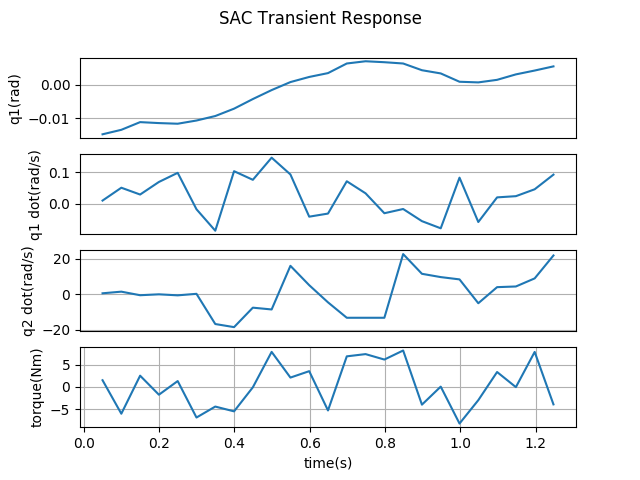 SAC Transient Response
q1(rad)
0.00
−0.01
q1 dot(rad/s)
0.1
0.0
q2 dot(rad/s)
20
0
−20
torque(Nm)
5
0
−5
0.0 0.2 0.4 0.6 0.8 1.0 1.2
time(s)